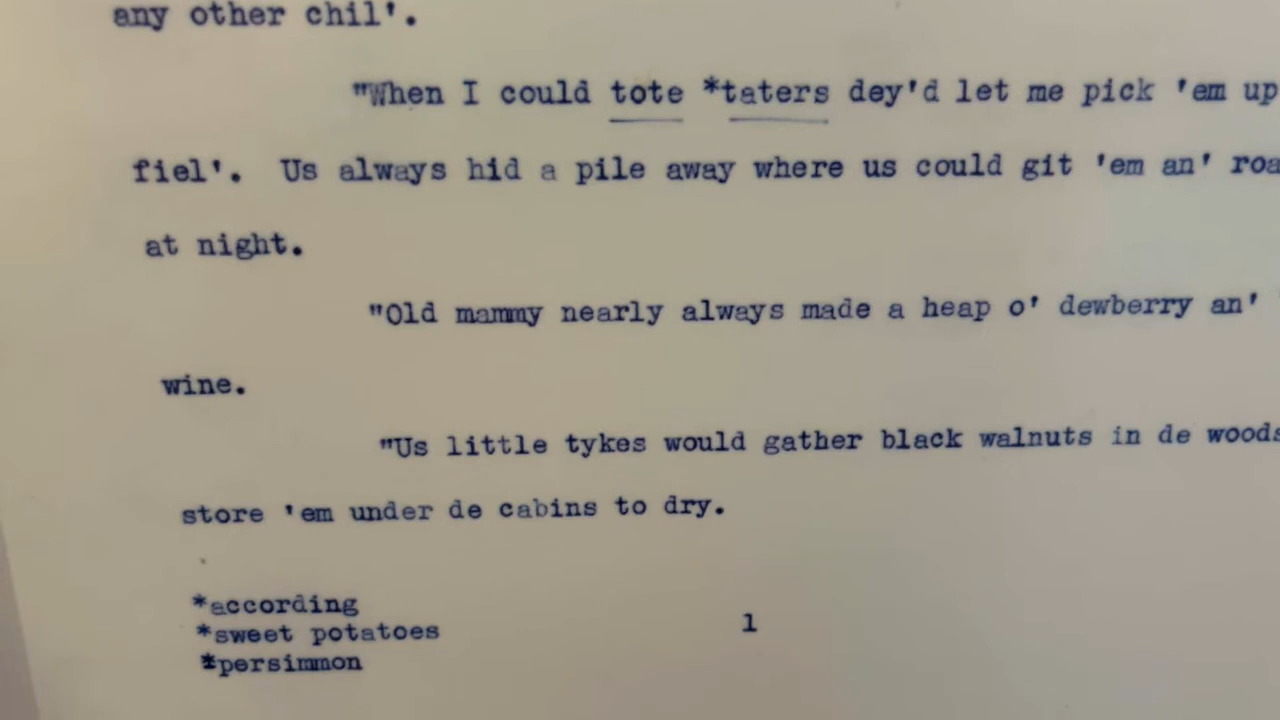 any other chil'.
"When I could tote *taters dey'd let me pick 'em up
fiel'. Us always hid a pile away where us could git 'em an'
at night.
"Old mammy nearly always made a heap o' dewberry an'
wine.
"Us little tykes would gather black walnuts in de woods
store 'em under de cabins to dry.
*according
*sweet potatoes
*persimmon
1